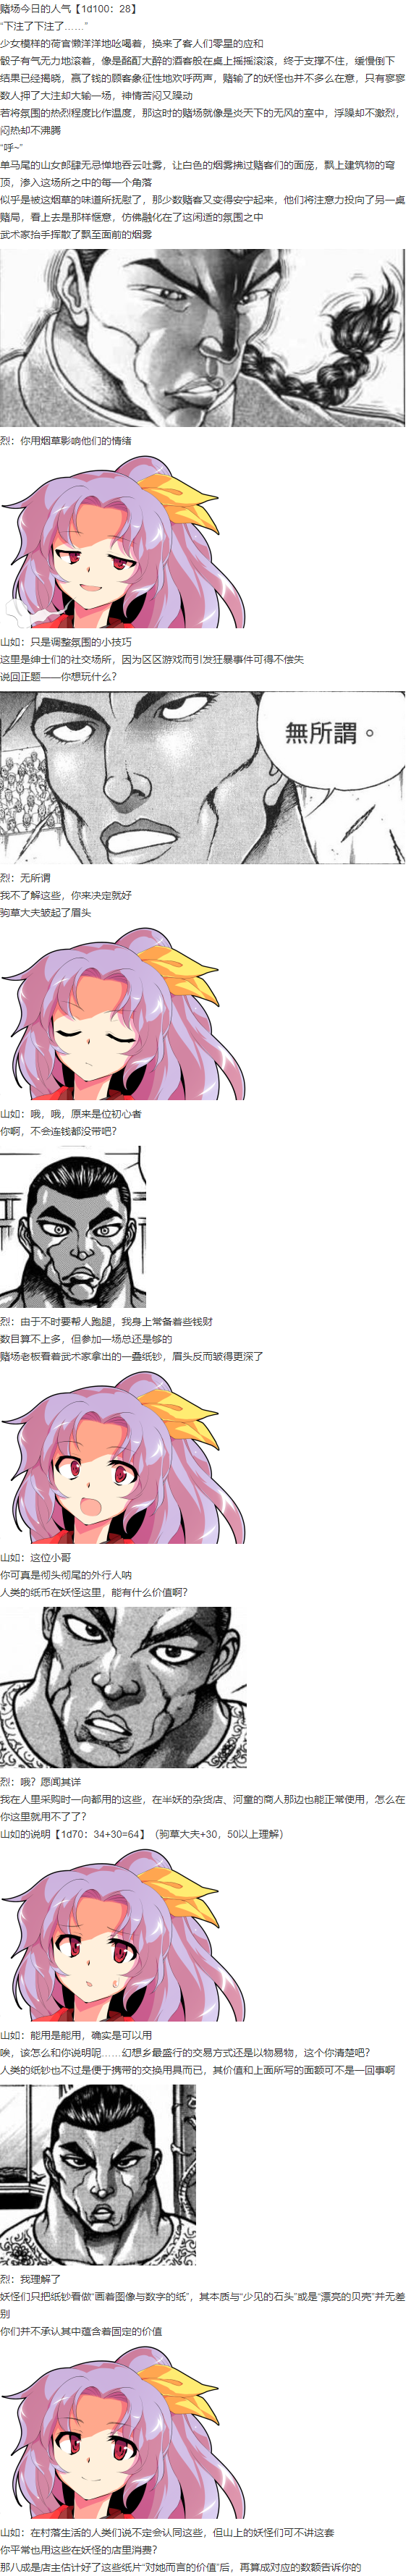 赌场今日的人气【1d100：28】
“下注了下注了……”
少女模样的荷官懒洋洋地吆喝着，换来了客人们零星的应和
骰子有气无力地滚着，像是酩酊大醉的酒客般在桌上摇摇滚滚，终于支撑不住，缓慢倒下
结果已经揭晓，赢了钱的顾客象征性地欢呼两声，赌输了的妖怪也并不多么在意，只有寥寥
数人押了大注却大输一场，神情苦闷又躁动
若将氛围的热烈程度比作温度，那这时的赌场就像是炎天下的无风的室中，浮躁却不激烈，
闷热却不沸腾
“呼~”
单马尾的山女郎肆无忌惮地吞云吐雾，让白色的烟雾拂过赌客们的面庞，飘上建筑物的穹
顶，渗入这场所之中的每一个角落
似乎是被这烟草的味道所抚慰了，那少数赌客又变得安宁起来，他们将注意力投向了另一桌
赌局，看上去是那样惬意，仿佛融化在了这闲适的氛围之中
武术家抬手挥散了飘至面前的烟雾
烈：你用烟草影响他们的情绪
山如：只是调整氛围的小技巧
这里是绅士们的社交场所，因为区区游戏而引发狂暴事件可得不偿失
说回正题——你想玩什么？
無所謂。
烈：无所谓
我不了解这些，你来决定就好
驹草大夫皱起了眉头
山如：哦，哦，原来是位初心者
你啊，不会连钱都没带吧？
烈：由于不时要帮人跑腿，我身上常备着些钱财
数目算不上多，但参加一场总还是够的
赌场老板看着武术家拿出的一叠纸钞，眉头反而皱得更深了
山如：这位小哥
你可真是彻头彻尾的外行人呐
人类的纸币在妖怪这里，能有什么价值啊？
烈：哦？愿闻其详
我在人里采购时一向都用的这些，在半妖的杂货店、河童的商人那边也能正常使用，怎么在
你这里就用不了了？
山如的说明【1d70：34+30=64】（驹草大夫+30，50以上理解）
山如：能用是能用，确实是可以用
唉，该怎么和你说明呢……幻想乡最盛行的交易方式还是以物易物，这个你清楚吧？
人类的纸钞也不过是便于携带的交换用具而已，其价值和上面所写的面额可不是一回事啊
烈：我理解了
妖怪们只把纸钞看做“画着图像与数字的纸”，其本质与“少见的石头”或是“漂亮的贝壳”并无差
别
你们并不承认其中蕴含着固定的价值
山如：在村落生活的人类们说不定会认同这些，但山上的妖怪们可不讲这套
你平常也用这些在妖怪的店里消费？
那八成是店主估计好了这些纸片“对她而言的价值”后，再算成对应的数额告诉你的